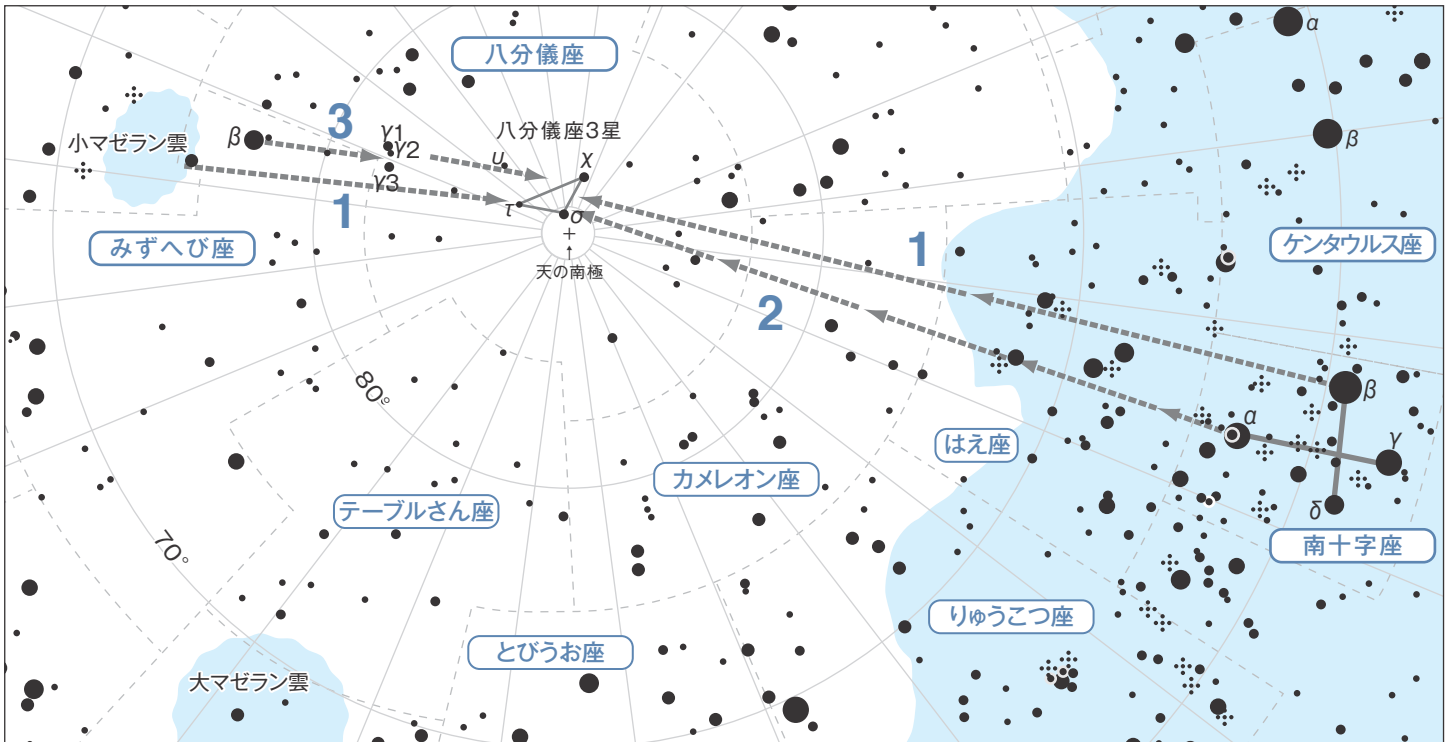 八分儀座
α
小マゼラン雲
β
3
γ1
γ2
八分儀座3星
υ
χ
β
γ3
1
τ
σ
みずへび座
+
天の南極
1
ケンタウルス座
2
80°
β
α
γ
はえ座
カメレオン座
テーブルさん座
δ
70°
南十字座
りゅうこつ座
とびうお座
大マゼラン雲